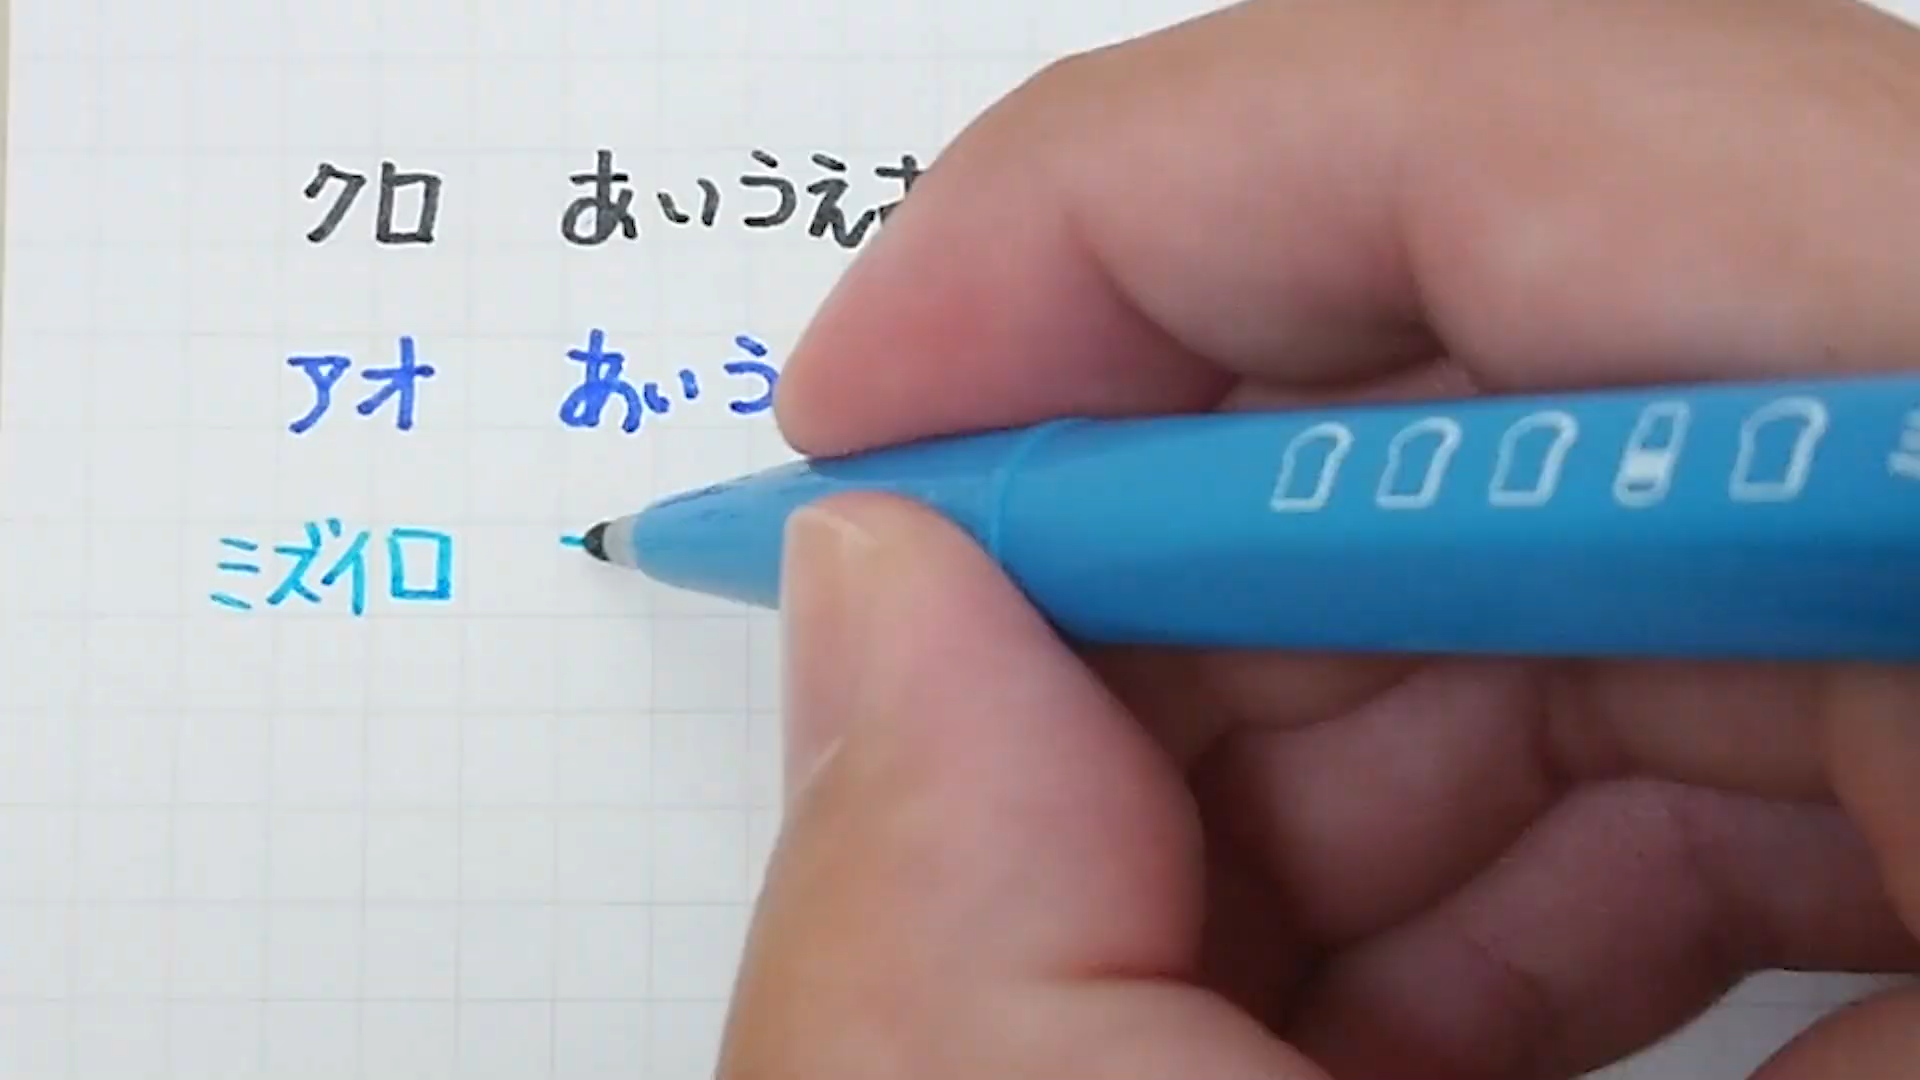 クロ あいうえ
アオ あいう
ミズイロ